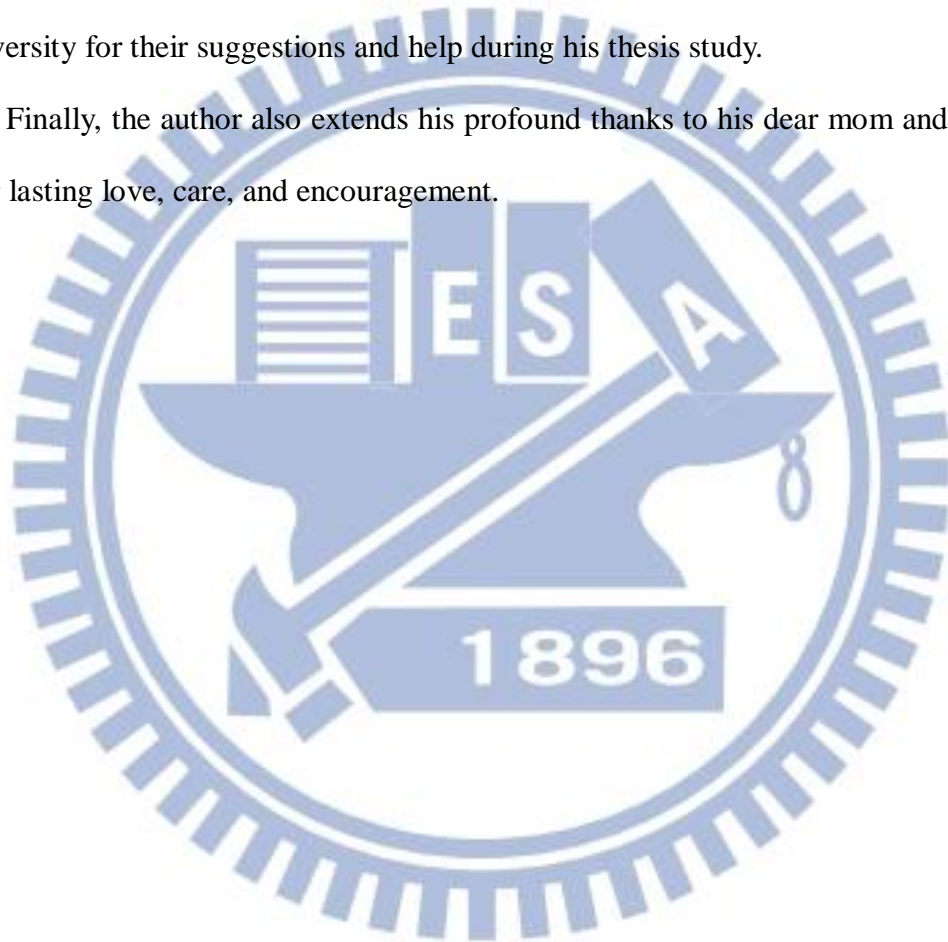 versity for their suggestions and help during his thesis study.
Finally, the author also extends his profound thanks to his dear mom and
lasting love, care, and encouragement.
E S A
1896